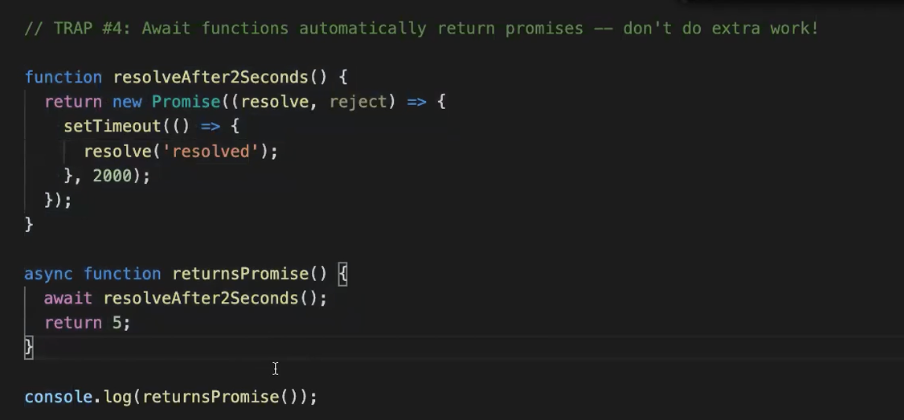 // TRAP #4: Await functions automatically return promises -- don't do extra work!
function resolveAfter2Seconds() {
return new Promise((resolve, reject) => {
setTimeout(() => {
resolve('resolved');
}, 2000);
});
}
async function returnsPromise() {
await resolveAfter2Seconds();
return 5;
}
console.log(returnsPromise());